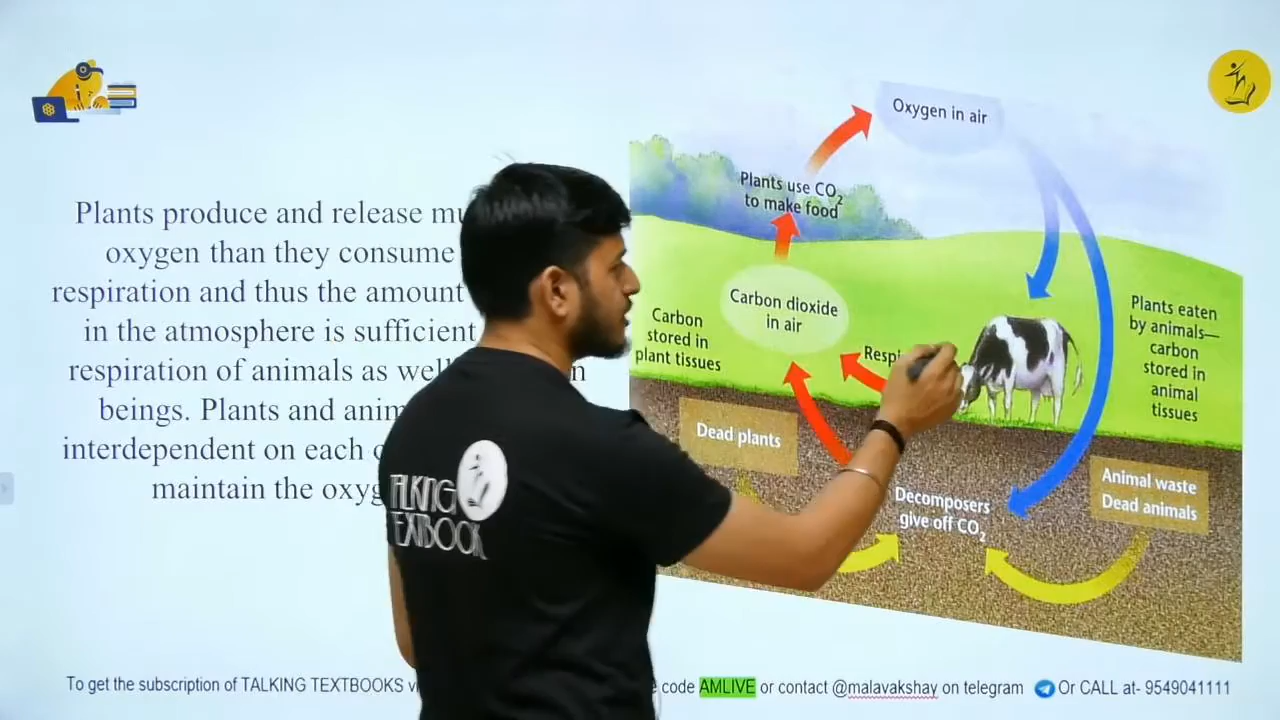 Plants produce and release
oxygen than they consume
respiration and thus the amount
in the atmosphere is sufficient
respiration of animals as
beings. Plants and
interdependent on each
maintain the
Oxygen in air
Plants use CO₂
to make food
Carbon dioxide
in air
Carbon
stored in
plant tissues
Plants eaten
by animals—
carbon
stored in
animal
tissues
Dead plants
Decomposers
give off CO₂
Animal waste
Dead animals
TALKING
TEXTBOOK
To get the subscription of TALKING TEXTBOOKS
code AMLIVE or contact @malavakshay on telegram Or CALL at- 9549041111